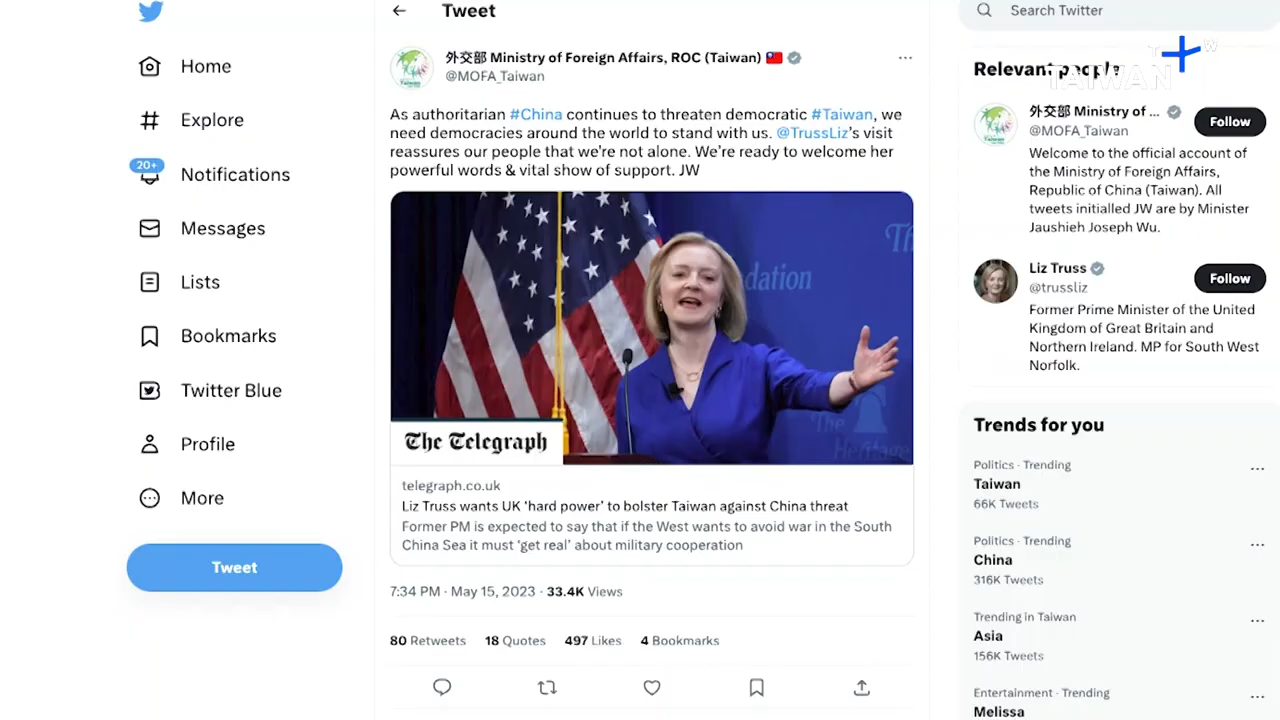 Home
Explore
20+
Notifications
Messages
Lists
Bookmarks
Twitter Blue
Profile
More
Tweet
Tweet
外交部 Ministry of Foreign Affairs, ROC (Taiwan)
@MOFA_Taiwan
As authoritarian #China continues to threaten democratic #Taiwan, we
need democracies around the world to stand with us. @TrussLiz's visit
reassures our people that we're not alone. We're ready to welcome her
powerful words & vital show of support. JW
The
Heritage
The Telegraph
telegraph.co.uk
Liz Truss wants UK 'hard power' to bolster Taiwan against China threat
Former PM is expected to say that if the West wants to avoid war in the South
China Sea it must 'get real' about military cooperation
7:34 PM · May 15, 2023 · 33.4K Views
80 Retweets 18 Quotes 497 Likes 4 Bookmarks
Search Twitter
TAIWAN
Relevant people
外交部 Ministry of ...
@MOFA_Taiwan
Follow
Welcome to the official account of
the Ministry of Foreign Affairs,
Republic of China (Taiwan). All
tweets initialled JW are by Minister
Jaushieh Joseph Wu.
Liz Truss
@trussliz
Follow
Former Prime Minister of the United
Kingdom of Great Britain and
Northern Ireland. MP for South West
Norfolk.
Trends for you
Politics · Trending
Taiwan
66K Tweets
Politics · Trending
China
316K Tweets
Trending in Taiwan
Asia
156K Tweets
Entertainment · Trending
Melissa